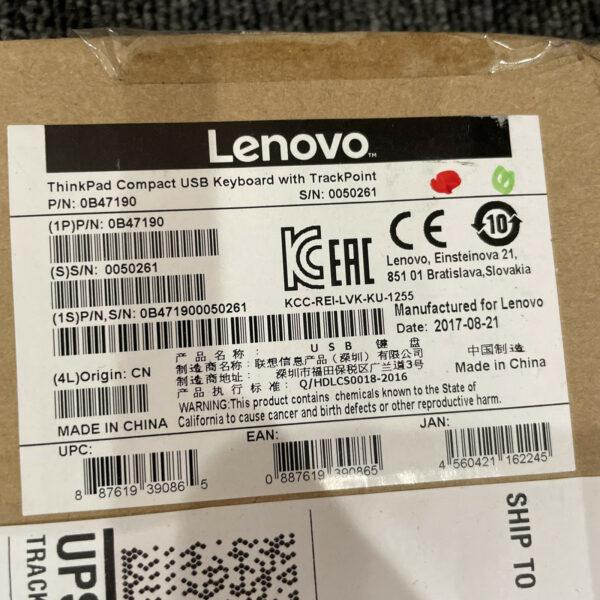 Lenovo™
ThinkPad Compact USB Keyboard with TrackPoint
P/N: 0B47190 S/N: 0050261
(1P)P/N: 0B47190
(S)S/N: 0050261
(1S)P/N,S/N: 0B471900050261
(4L)Origin: CN
MADE IN CHINA
EAC CE 10
KCC-REI-LVK-KU-1255
Lenovo, Einsteinova 21,
851 01 Bratislava,Slovakia
Manufactured for Lenovo
Date: 2017-08-21
产品名称: USB 键盘
制造商名称: 联想信息产品(深圳)有限公司
制造商地址: 深圳市福田保税区广兰道3号
产品执行标准: Q/HDLCS0018-2016
中国制造
Made in China
WARNING:This product contains chemicals known to the State of
California to cause cancer and birth defects or other reproductive harm.
UPC:
8 87619 39086 5
EAN:
0 887619 390865
JAN:
4 560421 162245
UPS
TRACK
SHIP TO